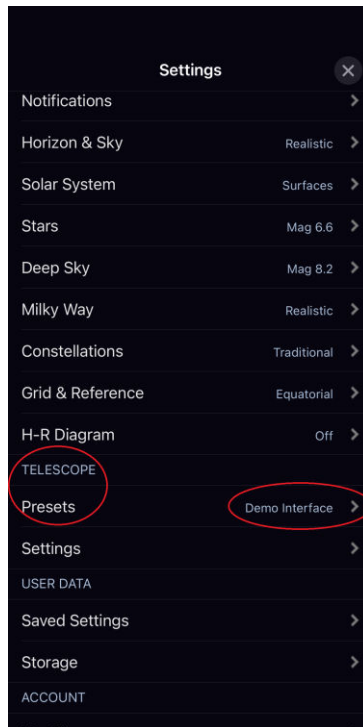 Settings
Notifications
Horizon & Sky Realistic
Solar System Surfaces
Stars Mag 6.6
Deep Sky Mag 8.2
Milky Way Realistic
Constellations Traditional
Grid & Reference Equatorial
H-R Diagram Off
TELESCOPE
Presets Demo Interface
Settings
USER DATA
Saved Settings
Storage
ACCOUNT